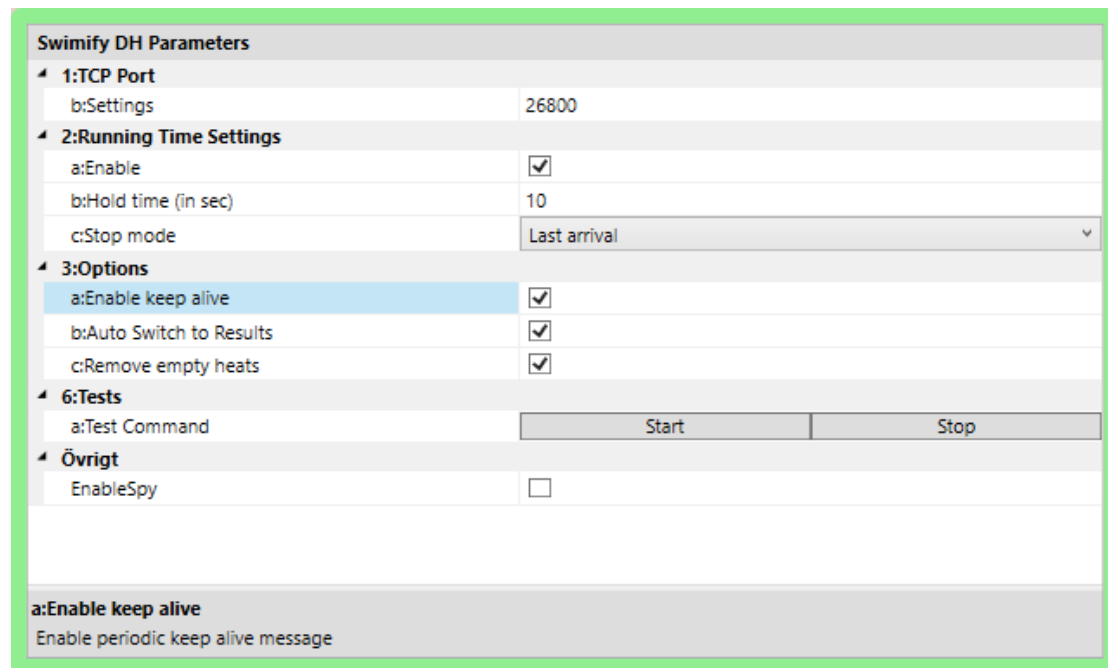 Swimify DH Parameters
1:TCP Port
b:Settings 26800
2:Running Time Settings
a:Enable
b:Hold time (in sec) 10
c:Stop mode Last arrival
3:Options
a:Enable keep alive
b:Auto Switch to Results
c:Remove empty heats
6:Tests
a:Test Command Start Stop
Övrigt
EnableSpy
a:Enable keep alive
Enable periodic keep alive message